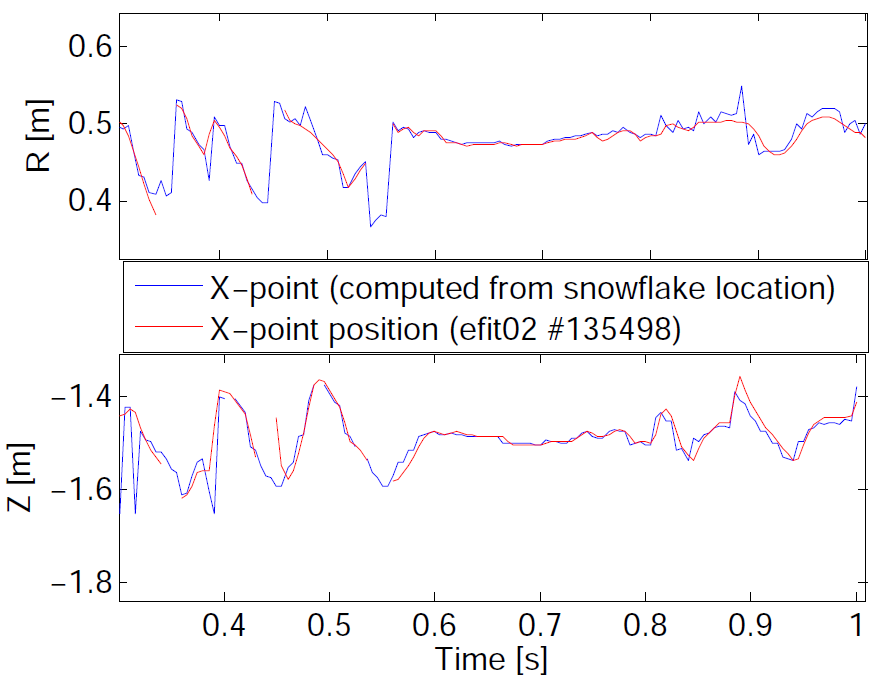 0.6
0.5
0.4
R [m]
X−point (computed from snowflake location)
X−point position (efit02 #135498)
−1.4
−1.6
−1.8
Z [m]
0.4 0.5 0.6 0.7 0.8 0.9 1
Time [s]